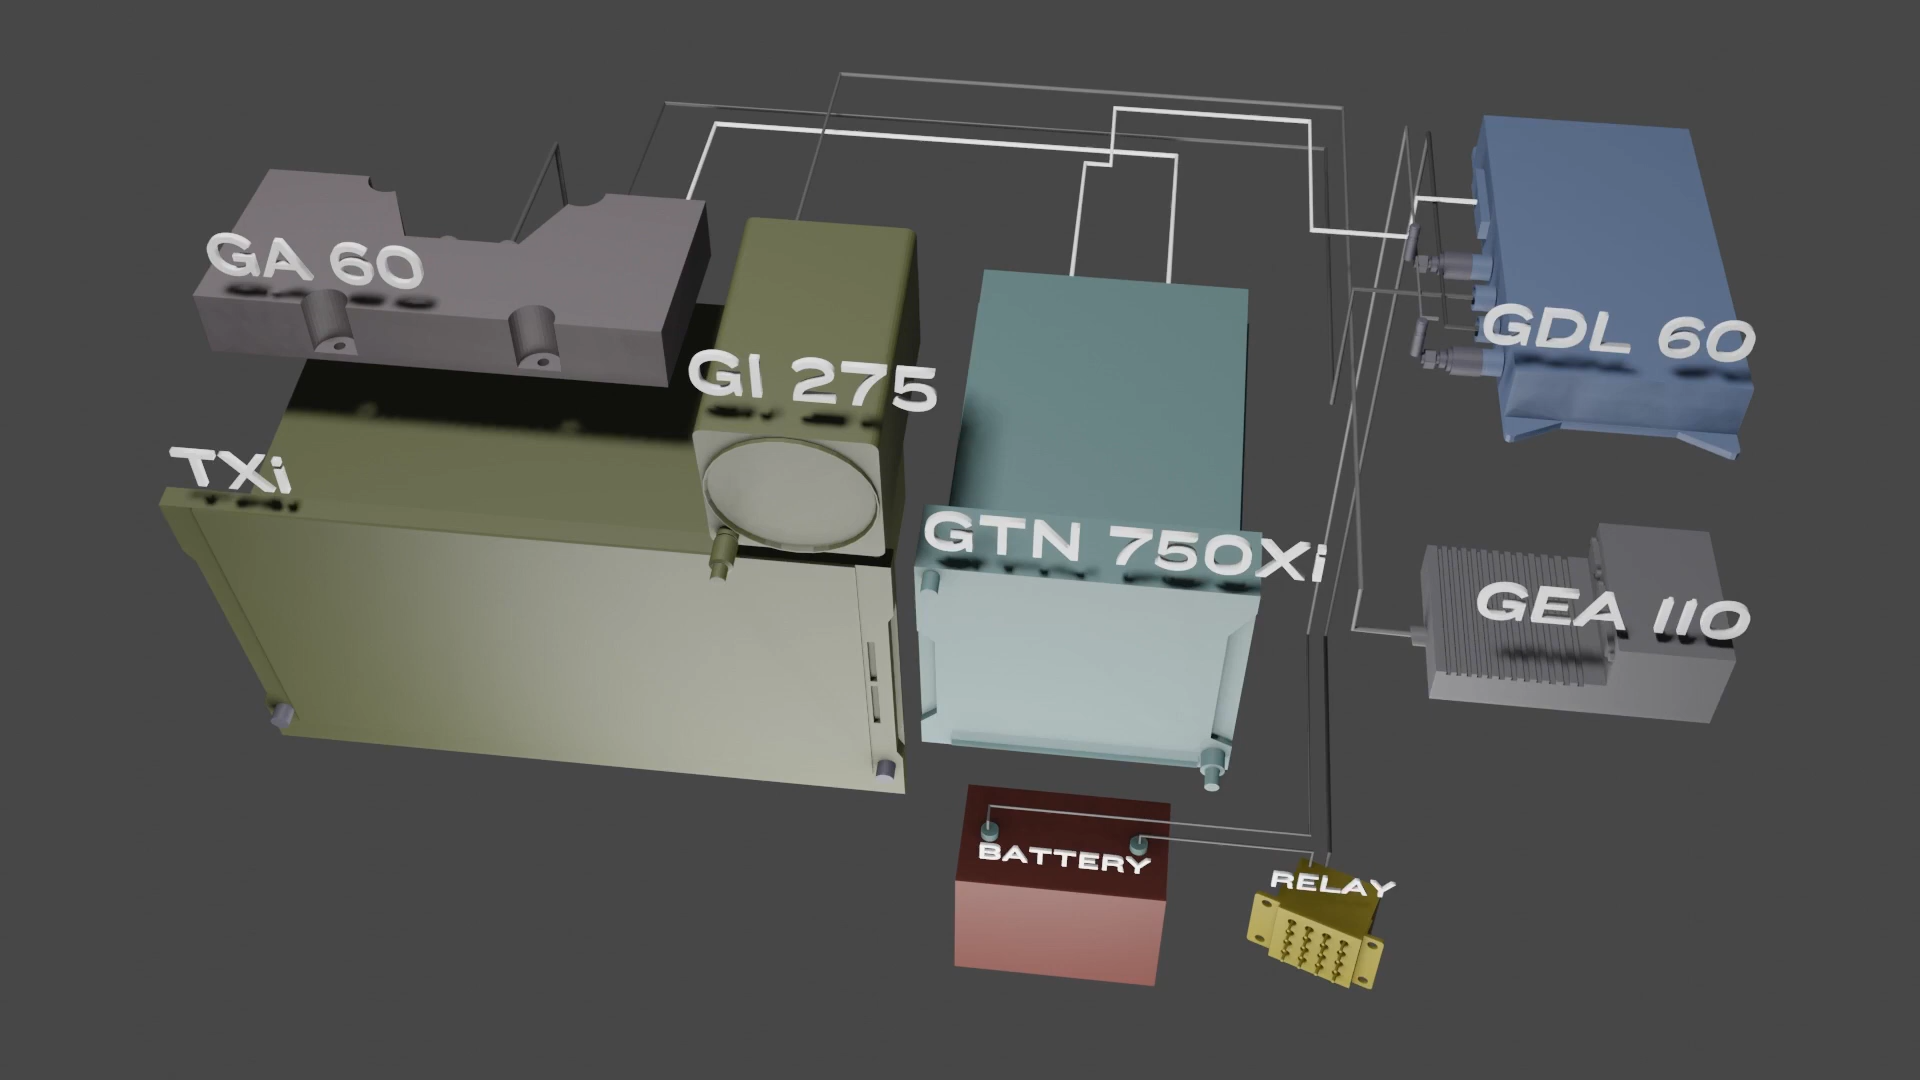 GA 60
GI 275
TXi
GTN 750Xi
GDL 60
GEA 110
BATTERY
RELAY